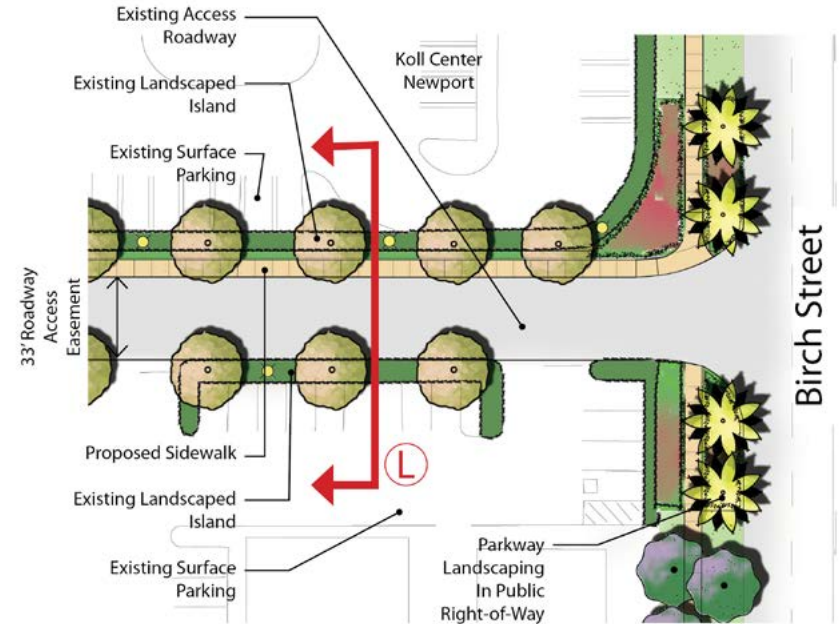 Existing Access
Roadway
Koll Center
Newport
Existing Landscaped
Island
Existing Surface
Parking
33' Roadway
Access
Easement
Birch Street
Proposed Sidewalk
L
Existing Landscaped
Island
Existing Surface
Parking
Parkway
Landscaping
In Public
Right-of-Way